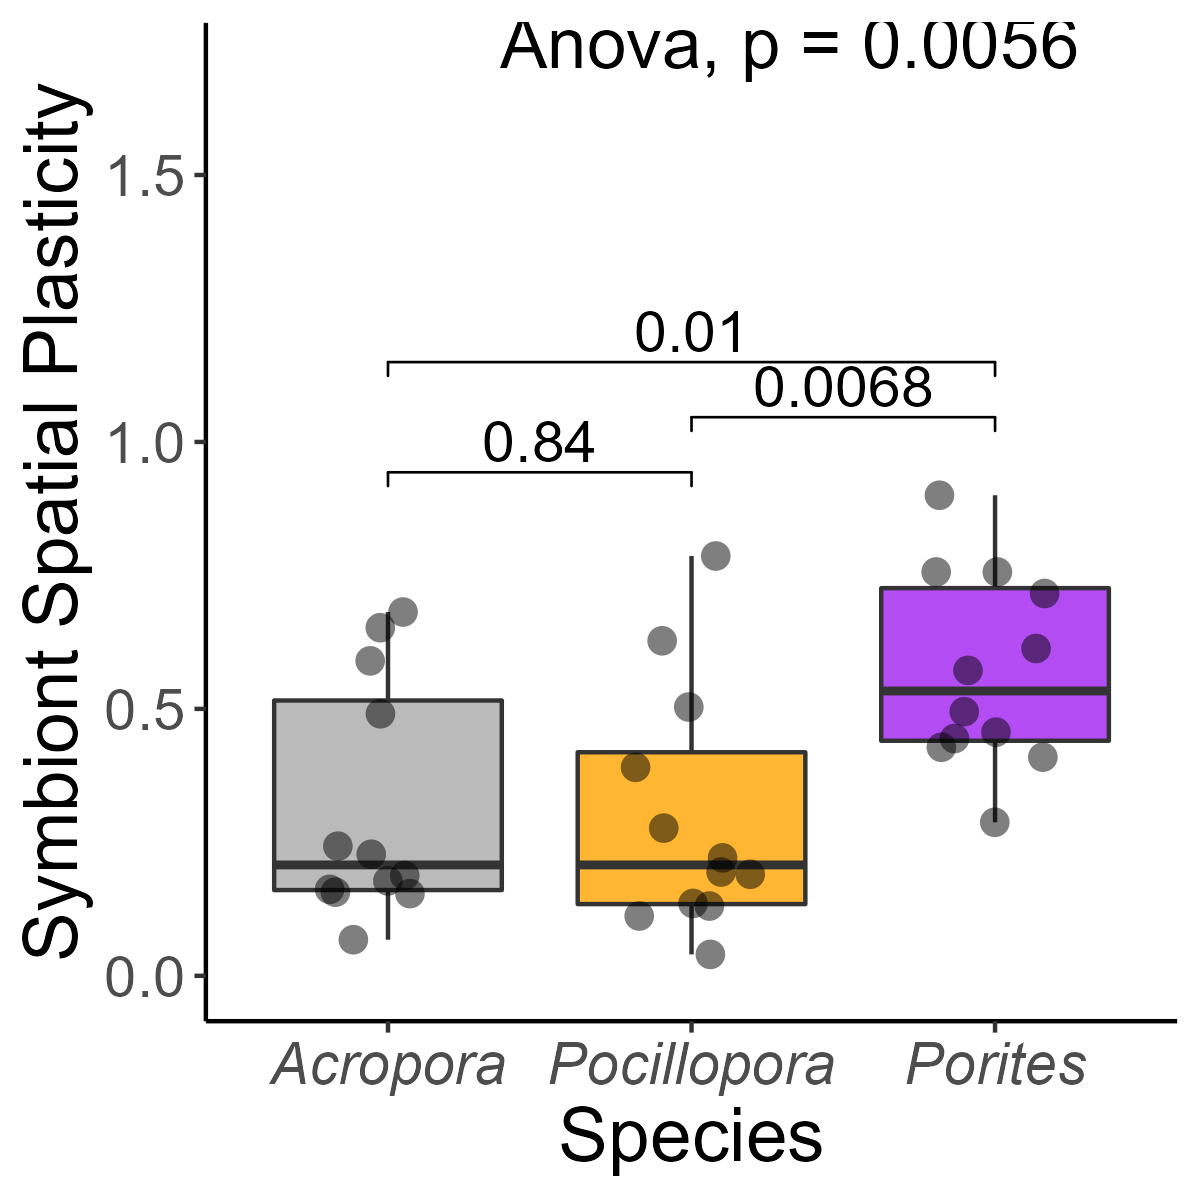 Anova, p = 0.0056
Symbiont Spatial Plasticity
1.5
1.0
0.5
0.0
0.01
0.0068
0.84
Acropora Pocillopora Porites
Species